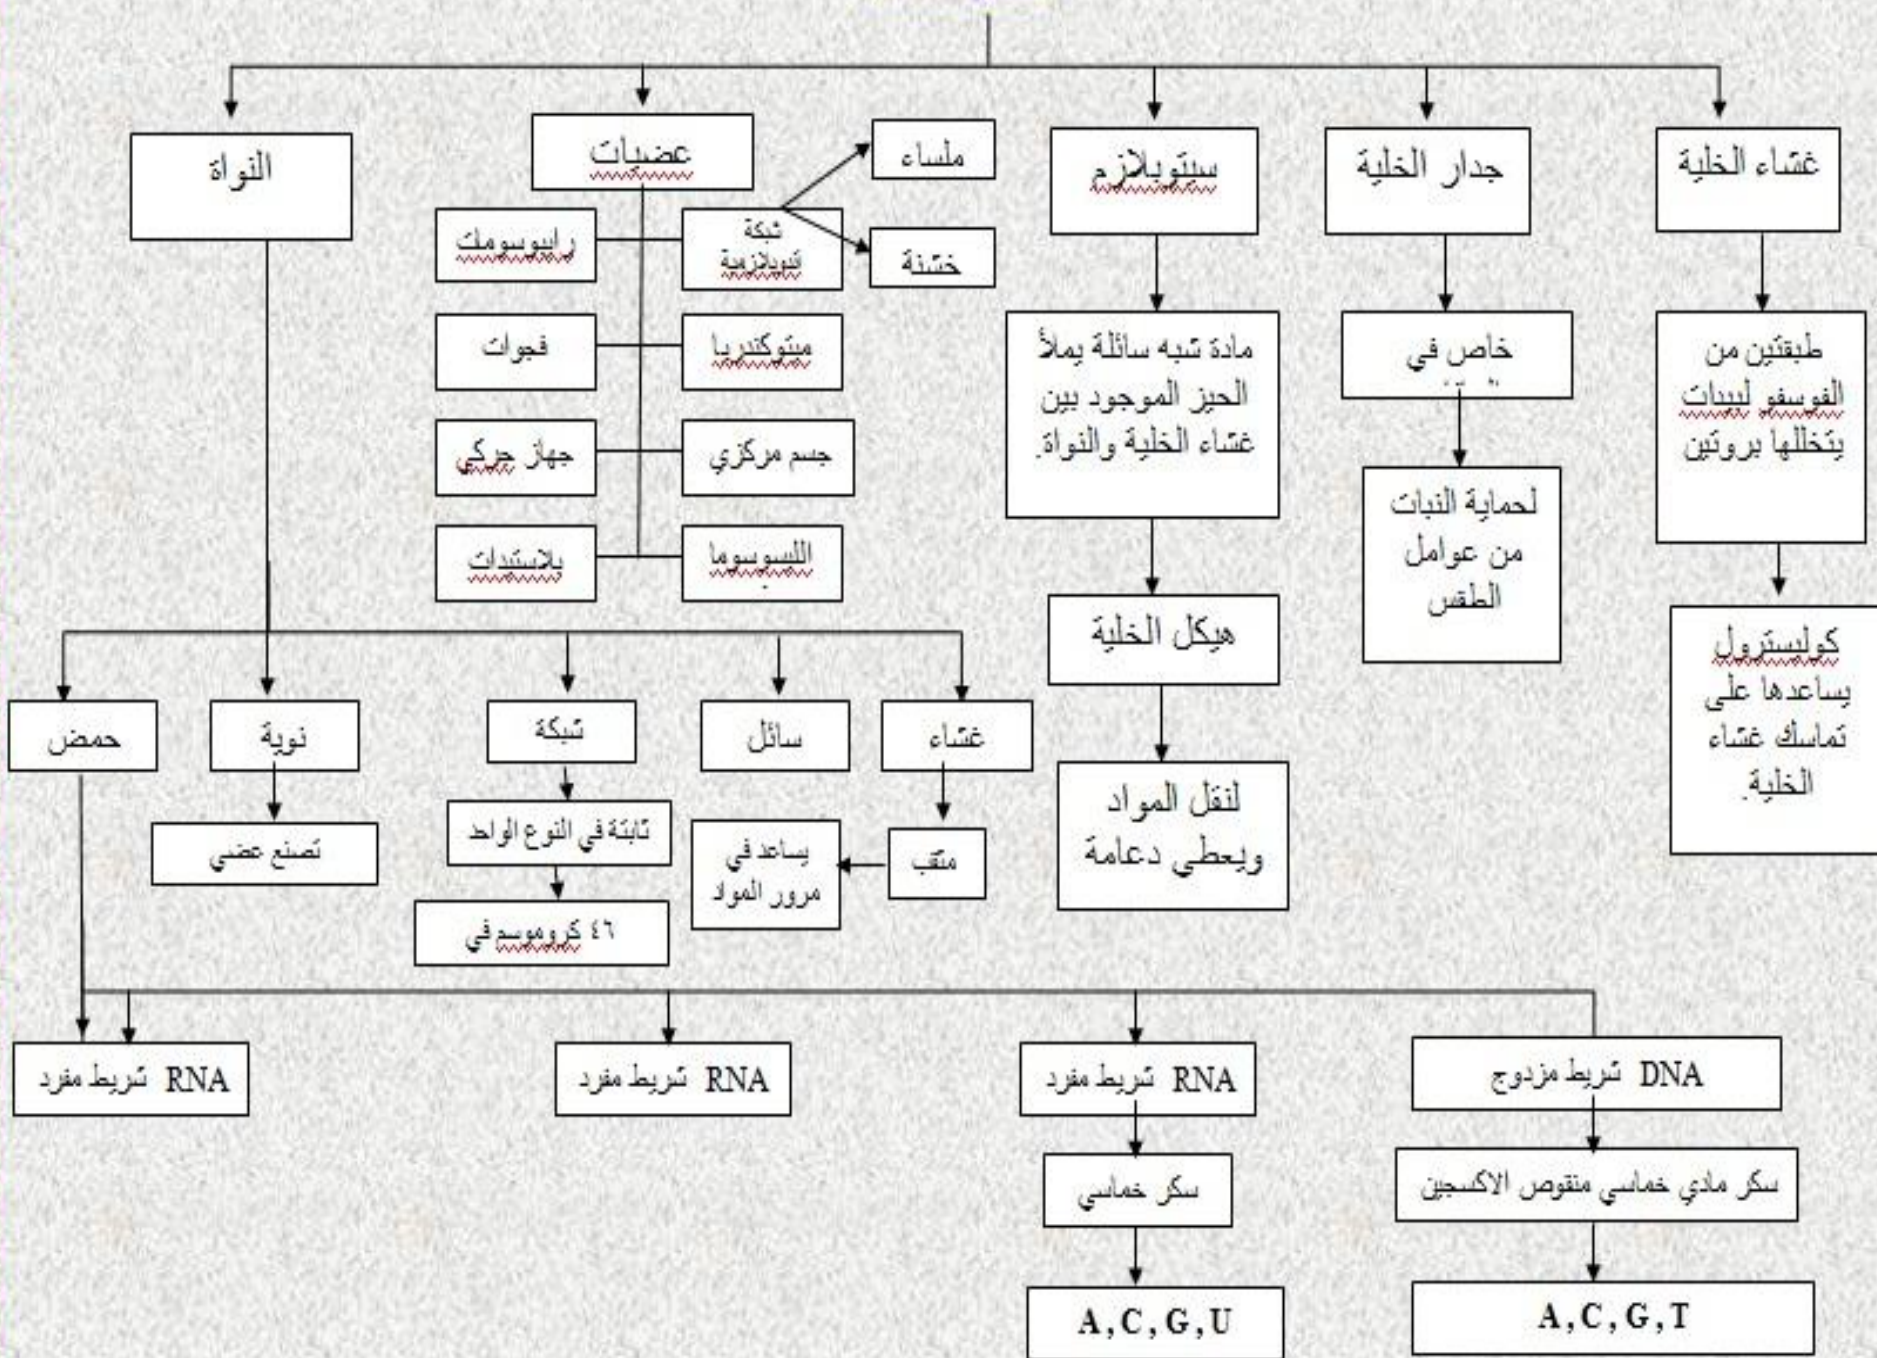 غشاء الخلية
جدار الخلية
سيتوبلازم
عضيات
النواة
ملساء
خشنة
شبكة
رايبوسومات
ميتوكندريا
فجوات
جسم مركزي
جهاز
الليسوسوما
بلاستيدات
طبقتين من
الفوسفو لبيدات
يتخللها بروتين
كوليسترول
يساعدها على
تماسك غشاء
الخلية.
خاص في
لحماية النبات
من عوامل
الطقس
مادة شبه سائلة يملأ
الحيز الموجود بين
غشاء الخلية والنواة.
هيكل الخلية
لنقل المواد
ويعطي دعامة
غشاء
سائل
شبكة
نوية
حمض
مثقب
يساعد في
مرور المواد
ثابتة في النوع الواحد
٤٦ كروموسم في
تصنع عضي
DNA شريط مزدوج
RNA شريط مفرد
RNA شريط مفرد
RNA شريط مفرد
سكر مادي خماسي منقوص الاكسجين
سكر خماسي
A,C,G,T
A,C,G,U